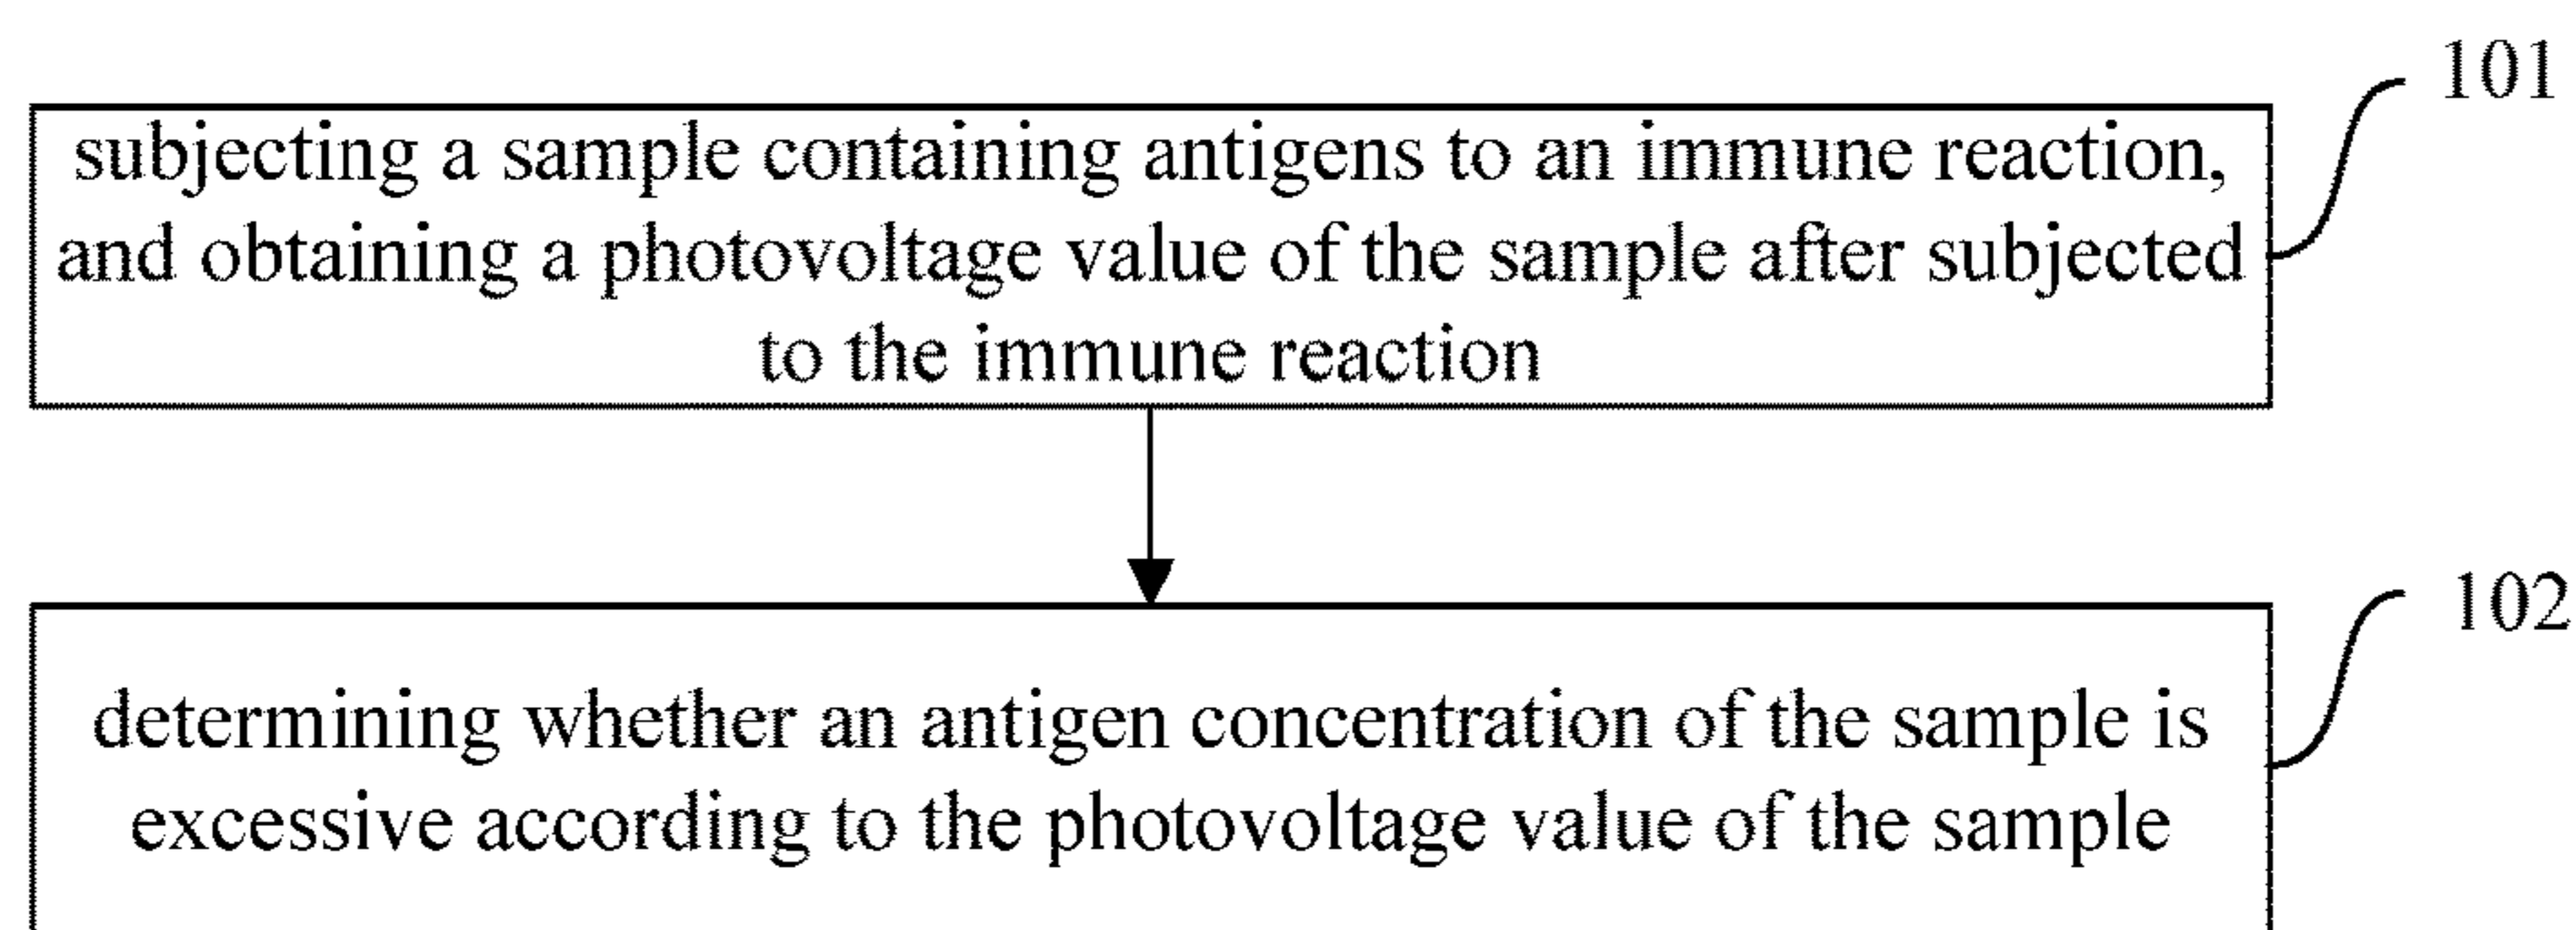 101
subjecting a sample containing antigens to an immune reaction,
and obtaining a photovoltage value of the sample after subjected
to the immune reaction
102
determining whether an antigen concentration of the sample is
excessive according to the photovoltage value of the sample